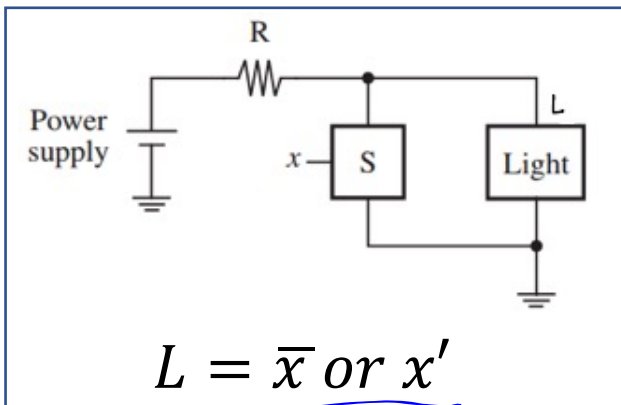 R
Power
supply
x
S
L
Light
L = x̅ or x′